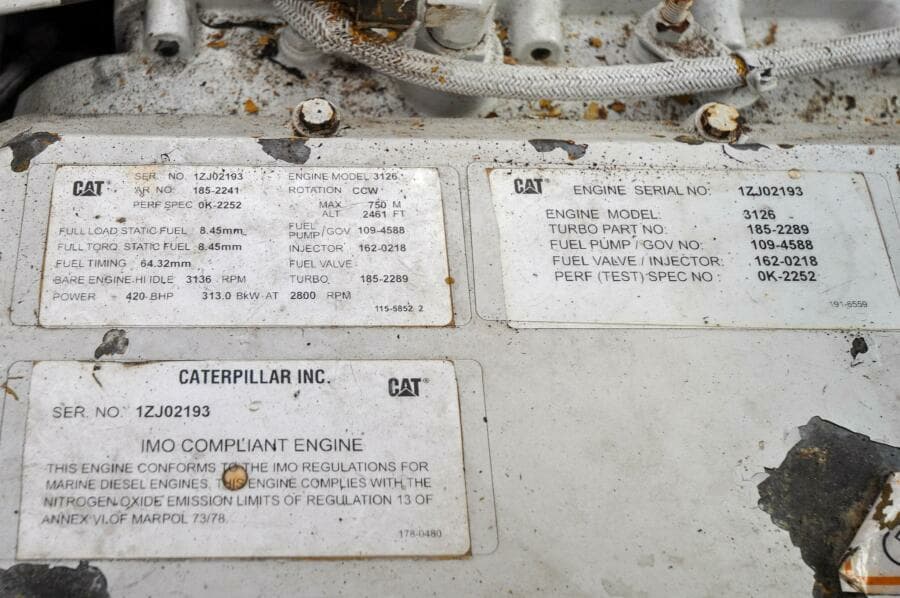 CAT®
SER. NO. 1ZJ02193 ENGINE MODEL 3126
AR NO. 185-2241 ROTATION CCW
PERF SPEC 0K-2252 MAX ALT 750 M 2461 FT
FULL LOAD STATIC FUEL 8.45mm FUEL PUMP/GOV 109-4588
FULL TORQ. STATIC FUEL 8.45mm INJECTOR 162-0218
FUEL TIMING 64.32mm FUEL VALVE
BARE ENGINE HI IDLE 3136 RPM TURBO 185-2289
POWER 420 BHP 313.0 BkW AT 2800 RPM
115-5852 2
CAT®
ENGINE SERIAL NO: 1ZJ02193
ENGINE MODEL: 3126
TURBO PART NO: 185-2289
FUEL PUMP / GOV NO: 109-4588
FUEL VALVE / INJECTOR: 162-0218
PERF (TEST) SPEC NO : 0K-2252
191-6559
CATERPILLAR INC. CAT®
SER. NO. 1ZJ02193
IMO COMPLIANT ENGINE
THIS ENGINE CONFORMS TO THE IMO REGULATIONS FOR
MARINE DIESEL ENGINES. THIS ENGINE COMPLIES WITH THE
NITROGEN OXIDE EMISSION LIMITS OF REGULATION 13 OF
ANNEX VI OF MARPOL 73/78.
178-0480